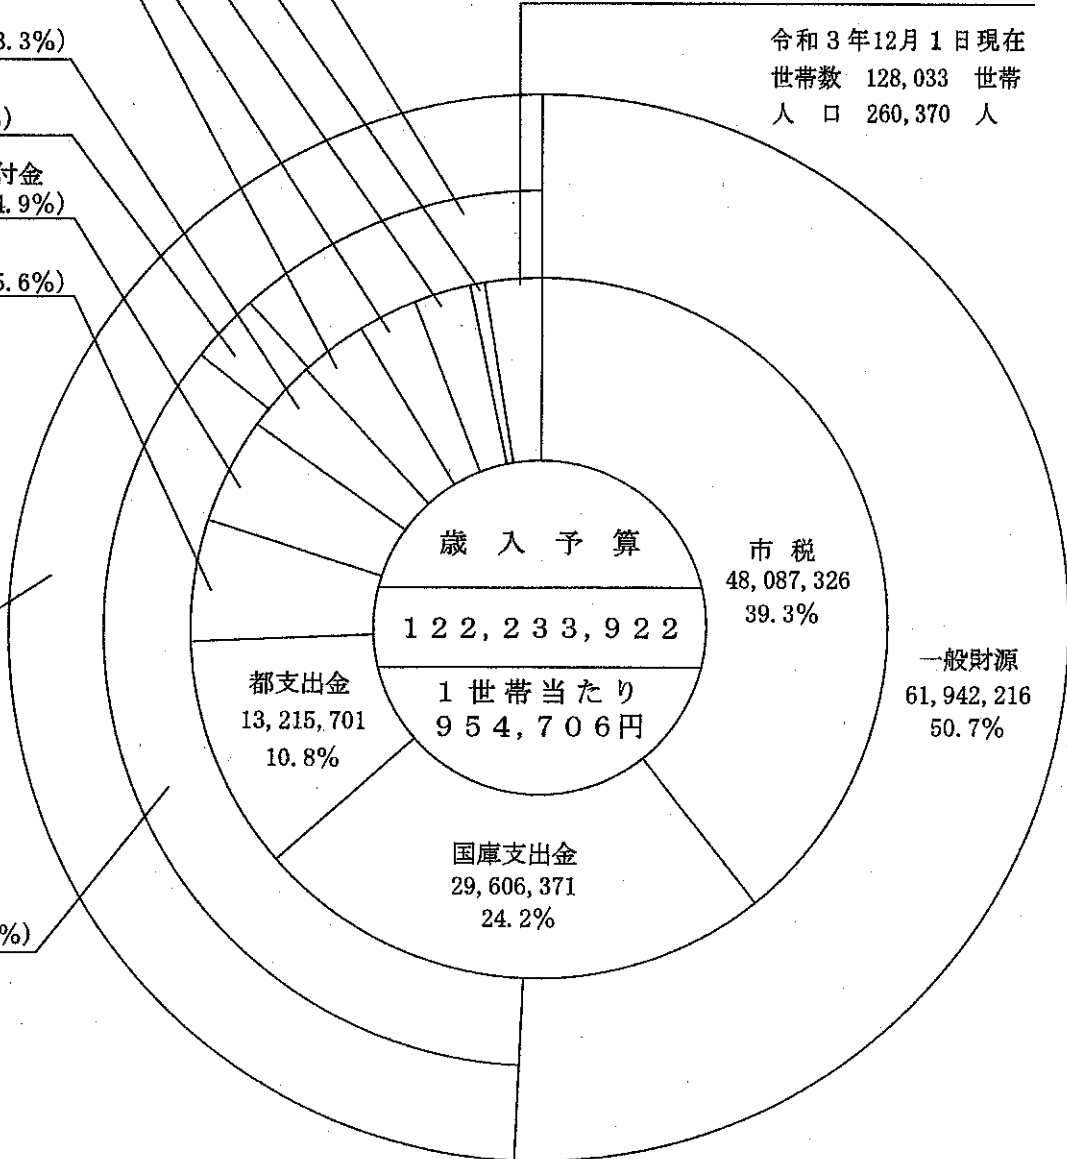 令和3年12月1日現在
世帯数 128,033 世帯
人 口 260,370 人
3.3%)
)
付金
4.9%)
5.6%)
歳入予算
122,233,922
1世帯当たり
954,706円
市税
48,087,326
39.3%
一般財源
61,942,216
50.7%
都支出金
13,215,701
10.8%
国庫支出金
29,606,371
24.2%
%)